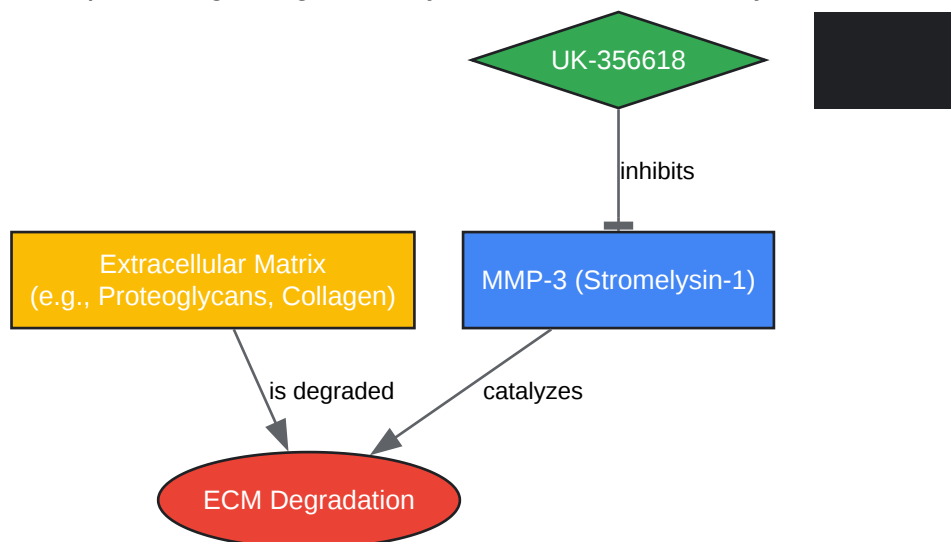 UK-356618
inhibits
Extracellular Matrix
(e.g., Proteoglycans, Collagen)
MMP-3 (Stromelysin-1)
is degraded
catalyzes
ECM Degradation